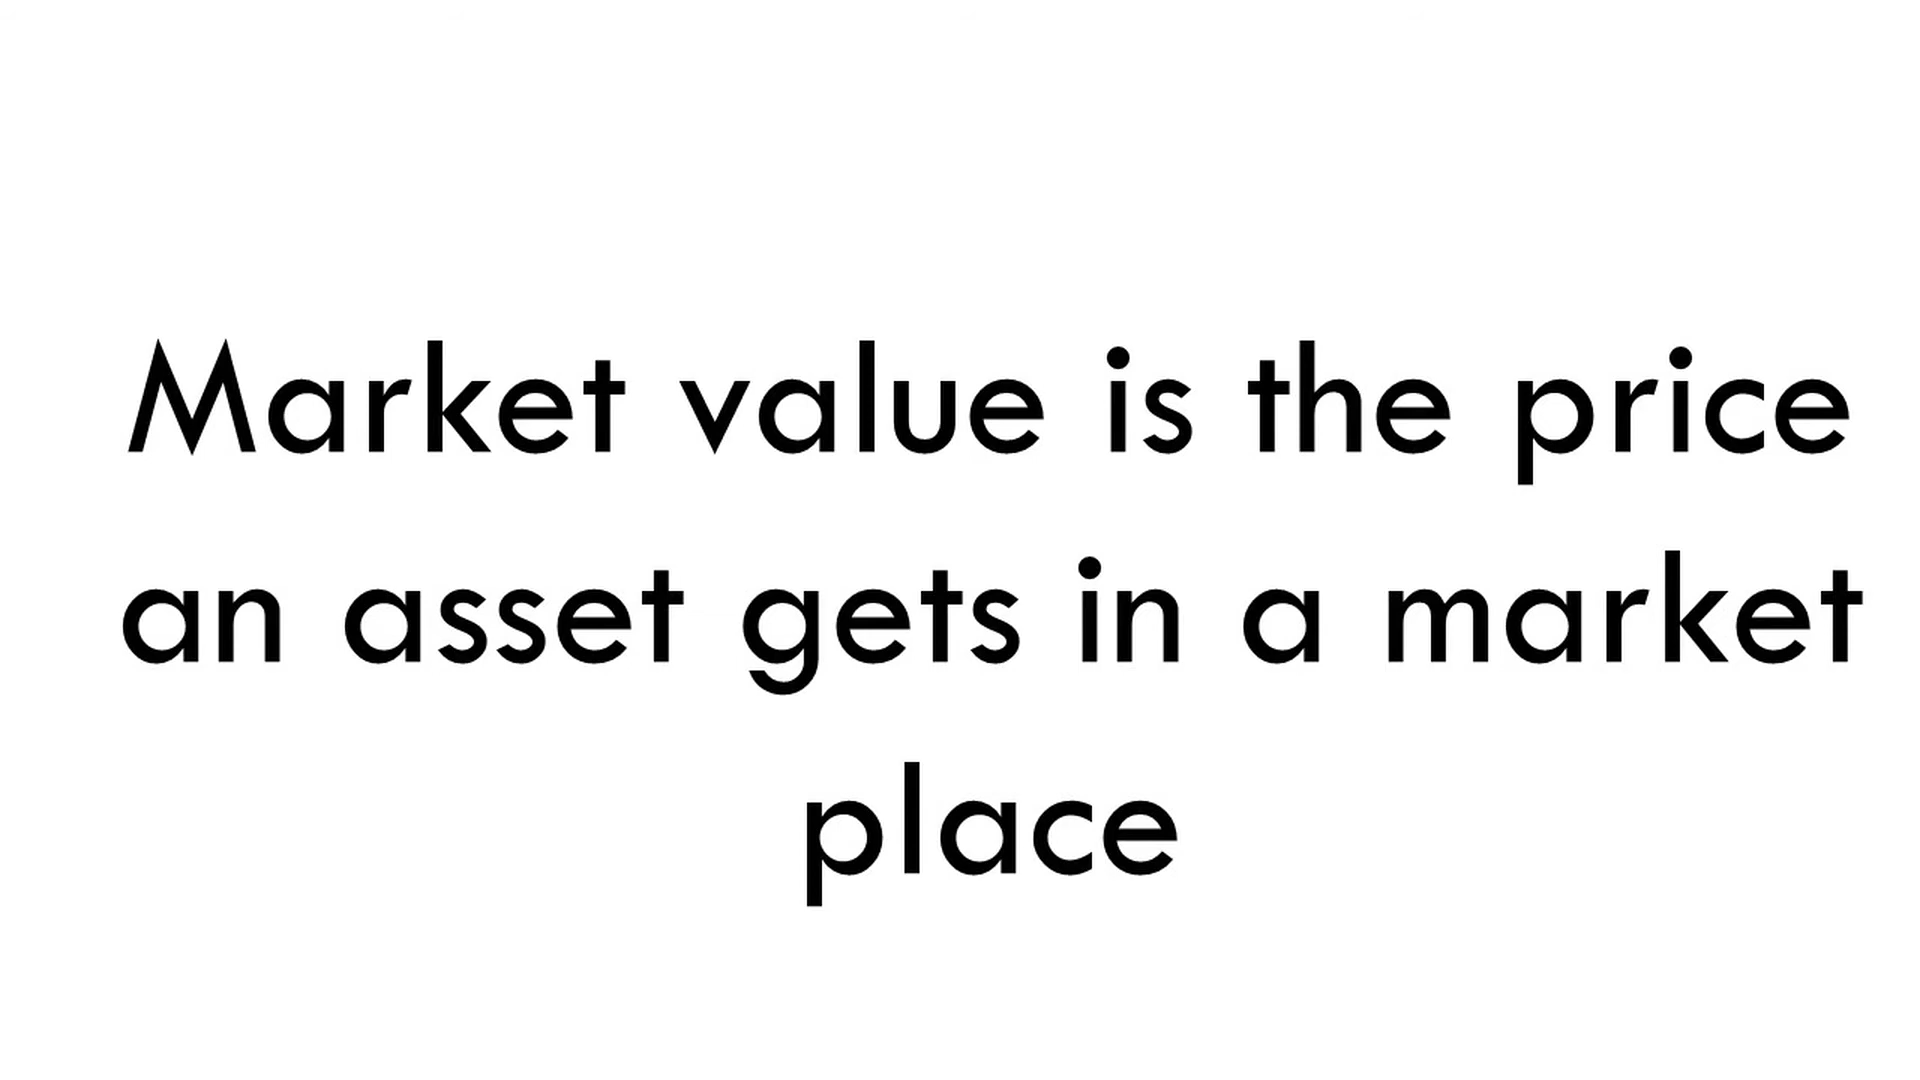 Market value is the price
an asset gets in a market
place